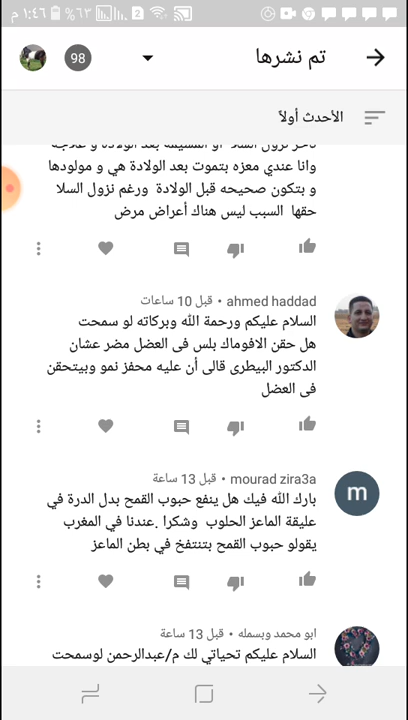 ١:٤٦ م %٦٣ 2
تم نشرها 98
الأحدث أولاً
وانا عندي معزه بتموت بعد الولادة هي و مولودها
و بتكون صحيحه قبل الولادة ورغم نزول السلا
حقها السبب ليس هناك أعراض مرض
ahmed haddad • قبل 10 ساعات
السلام عليكم ورحمة الله وبركاته لو سمحت
هل حقن الافوماك بلس فى العضل مضر عشان
الدكتور البيطرى قالى أن عليه محفز نمو وبيتحقن
فى العضل
mourad zira3a • قبل 13 ساعة
m
بارك الله فيك هل ينفع حبوب القمح بدل الدرة في
عليقة الماعز الحلوب وشكرا .عندنا في المغرب
يقولو حبوب القمح بتنتفخ في بطن الماعز
ابو محمد وبسمله • قبل 13 ساعة
السلام عليكم تحياتي لك م/عبدالرحمن لوسمحت